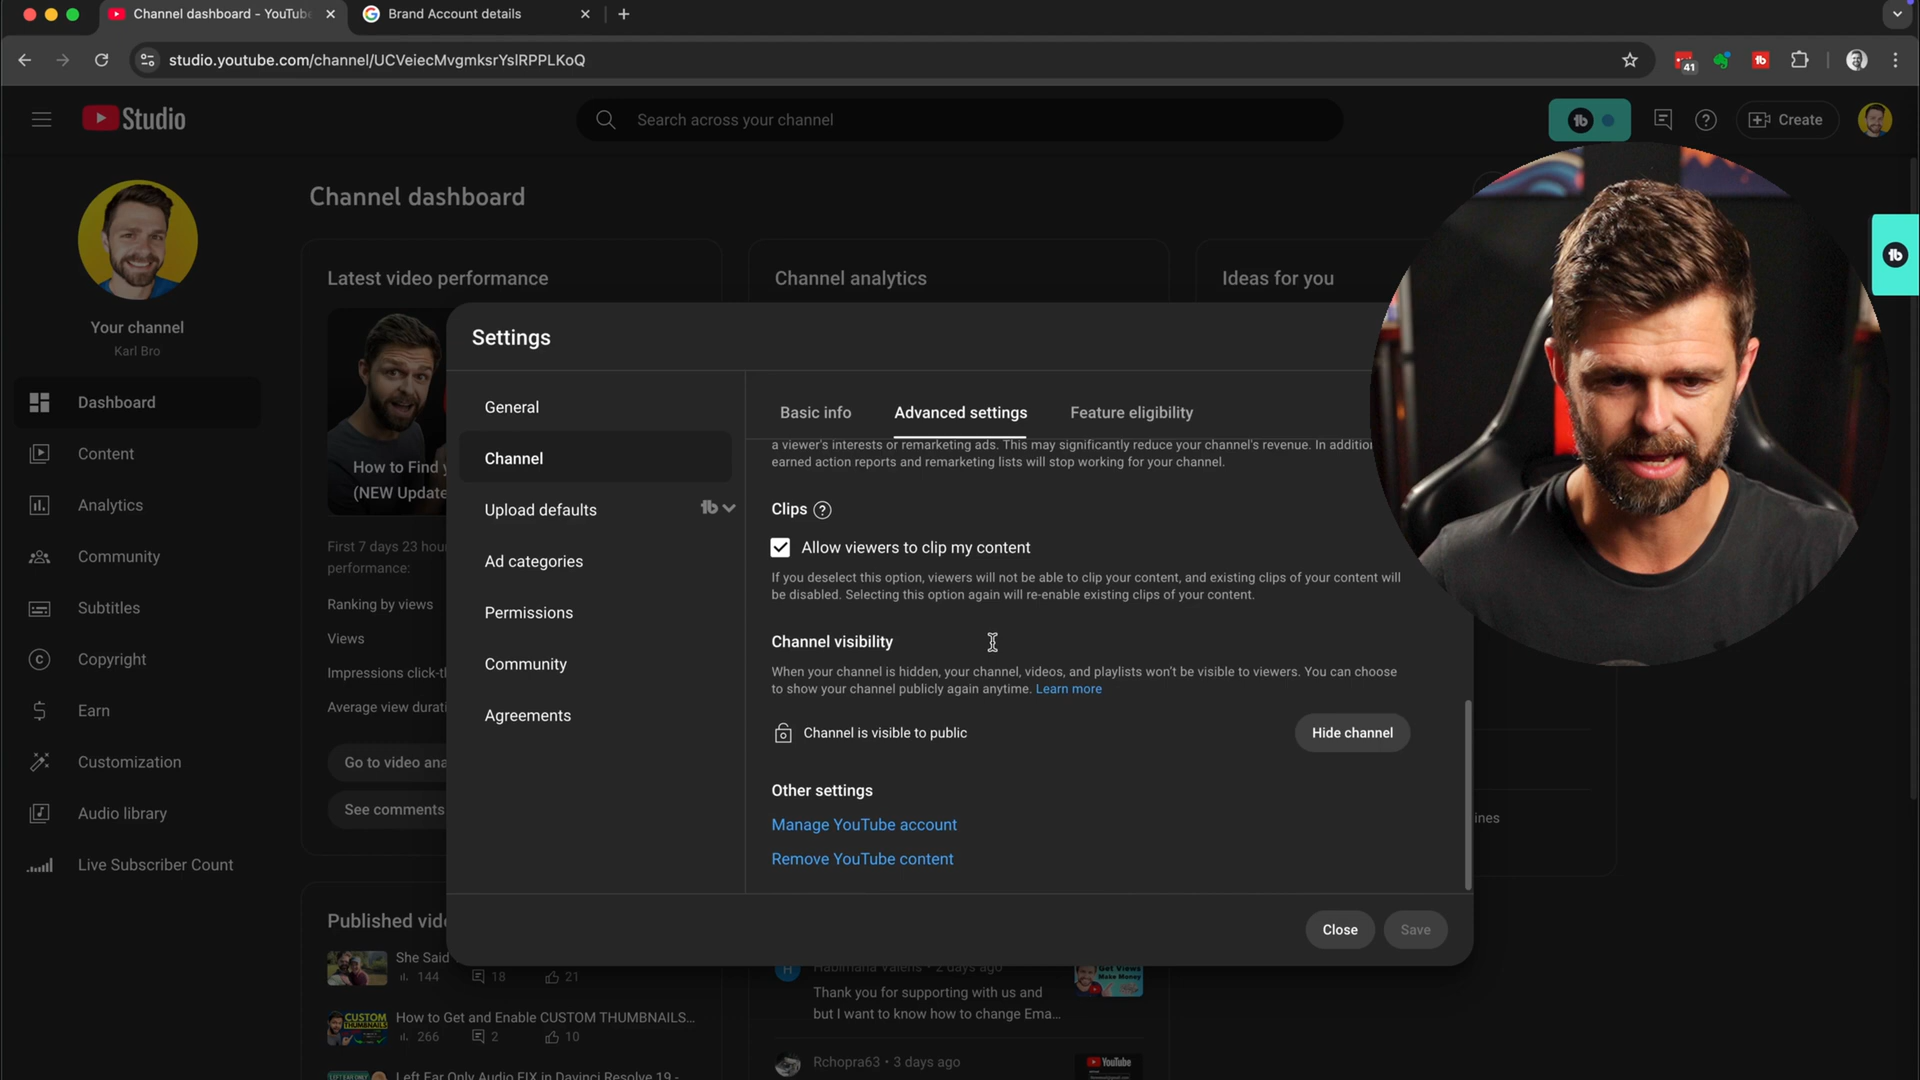 Channel dashboard - YouTube
Brand Account details
studio.youtube.com/channel/UCVeiecMvgmksrYslRPPLKoQ
41
Studio
Search across your channel
Create
Your channel
Karl Bro
Dashboard
Content
Analytics
Community
Subtitles
Copyright
Earn
Customization
Audio library
Live Subscriber Count
Channel dashboard
Latest video performance
Channel analytics
Ideas for you
How to Find
(NEW Update
First 7 days 23 hou
performance:
Ranking by views
Views
Impressions click-t
Average view durati
Go to video ana
See comments
Settings
General
Channel
Upload defaults
Ad categories
Permissions
Community
Agreements
Basic info
Advanced settings
Feature eligibility
a viewer's interests or remarketing ads. This may significantly reduce your channel's revenue. In addition
earned action reports and remarketing lists will stop working for your channel.
Clips
Allow viewers to clip my content
If you deselect this option, viewers will not be able to clip your content, and existing clips of your content will
be disabled. Selecting this option again will re-enable existing clips of your content.
Channel visibility
When your channel is hidden, your channel, videos, and playlists won't be visible to viewers. You can choose
to show your channel publicly again anytime. Learn more
Channel is visible to public
Hide channel
Other settings
Manage YouTube account
Remove YouTube content
Close
Save
ines
Published vid
She Said
144 18 21
CUSTOM
THUMBNAILS
How to Get and Enable CUSTOM THUMBNAILS...
266 2 10
Left Ear Only Audio FIX in Davinci Resolve 19 -
H
Habimana Valens • 2 days ago
Thank you for supporting with us and
but I want to know how to change Ema...
Get Views
Make Money
Rchopra63 • 3 days ago
YouTube